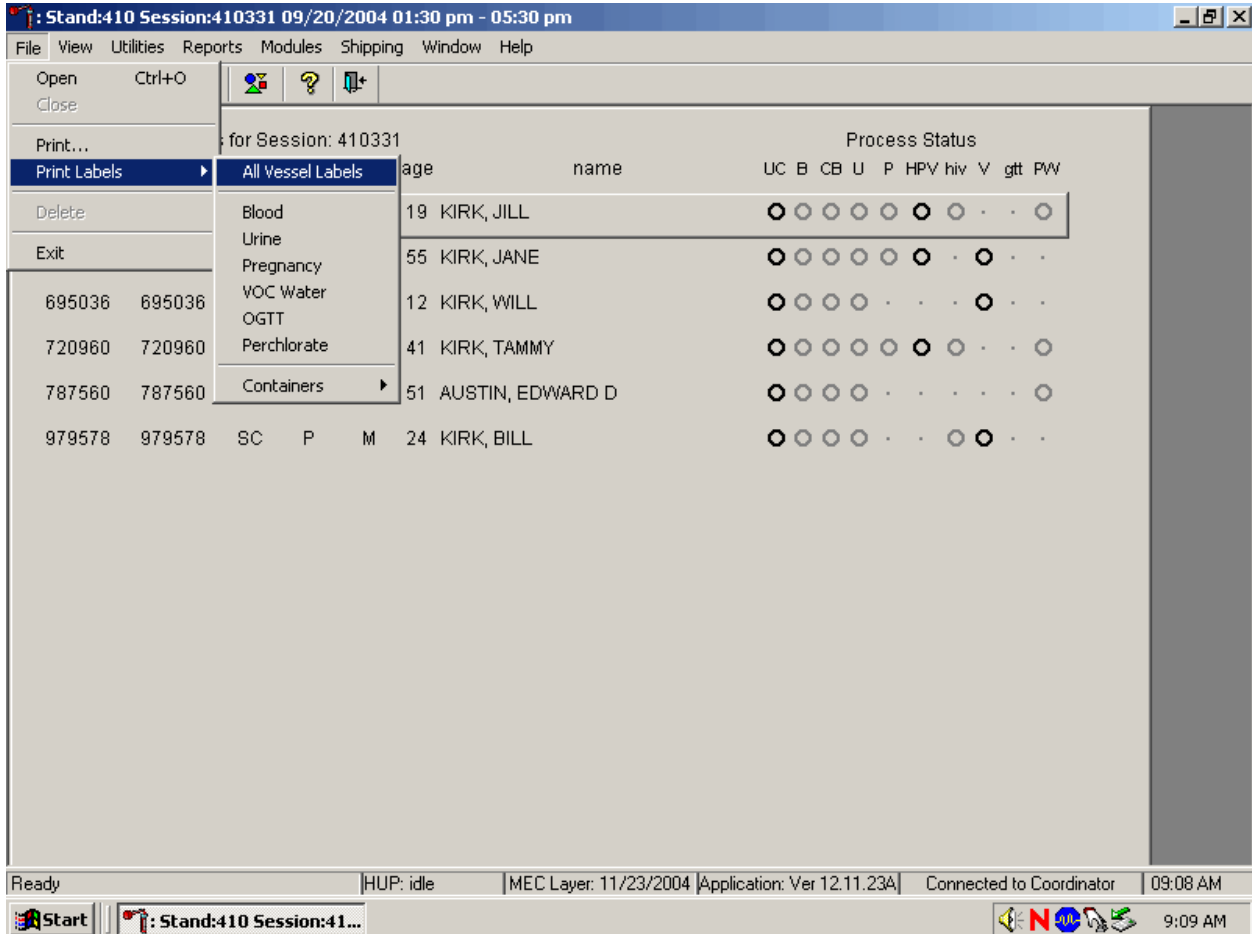 : Stand:410 Session:410331 09/20/2004 01:30 pm - 05:30 pm
File View Utilities Reports Modules Shipping Window Help
Open Ctrl+O
Close
Print...
Print Labels
Delete
Exit
All Vessel Labels
Blood
Urine
Pregnancy
VOC Water
OGTT
Perchlorate
Containers
for Session: 410331 Process Status
age name UC B CB U P HPV hiv V gtt PW
19 KIRK, JILL
55 KIRK, JANE
695036 695036 12 KIRK, WILL
720960 720960 41 KIRK, TAMMY
787560 787560 51 AUSTIN, EDWARD D
979578 979578 SC P M 24 KIRK, BILL
Ready HUP: idle MEC Layer: 11/23/2004 Application: Ver 12.11.23A Connected to Coordinator 09:08 AM
Start : Stand:410 Session:41... N 9:09 AM